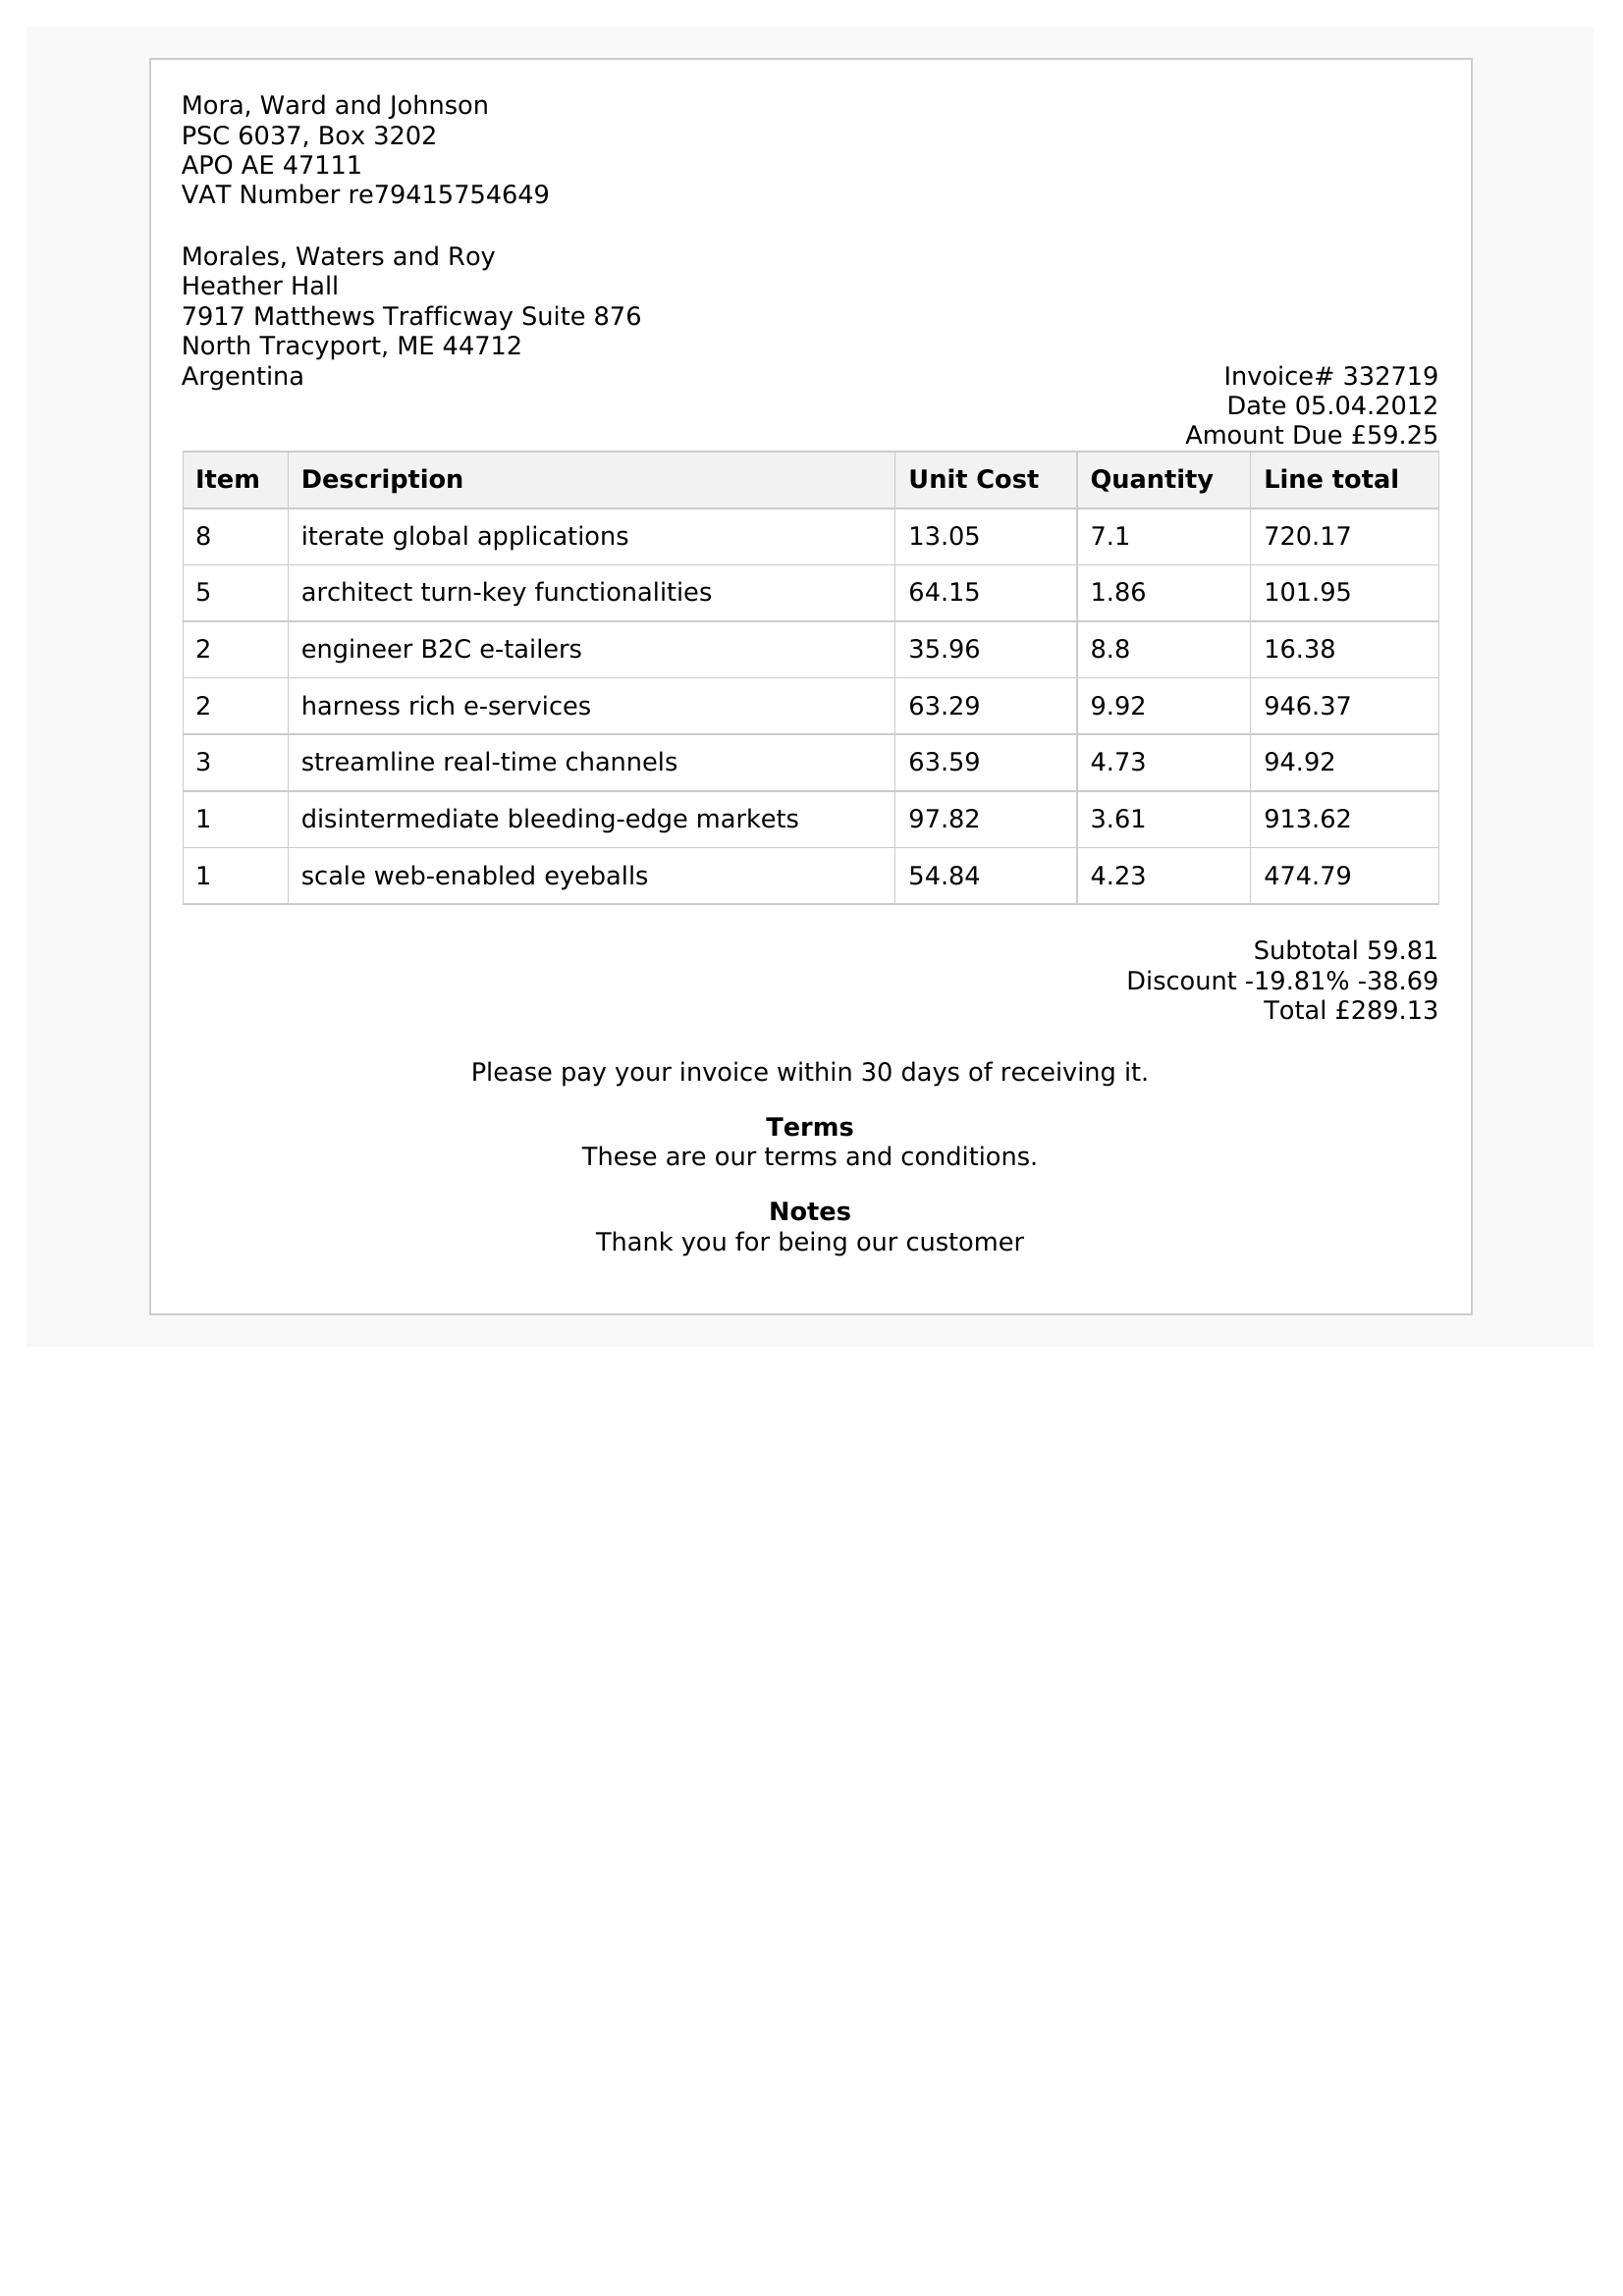 Mora, Ward and Johnson
PSC 6037, Box 3202
APO AE 47111
VAT Number re79415754649
Morales, Waters and Roy
Heather Hall
7917 Matthews Trafficway Suite 876
North Tracyport, ME 44712
Argentina
Invoice# 332719
Date 05.04.2012
Amount Due £59.25
Item Description Unit Cost Quantity Line total
8 iterate global applications 13.05 7.1 720.17
5 architect turn-key functionalities 64.15 1.86 101.95
2 engineer B2C e-tailers 35.96 8.8 16.38
2 harness rich e-services 63.29 9.92 946.37
3 streamline real-time channels 63.59 4.73 94.92
1 disintermediate bleeding-edge markets 97.82 3.61 913.62
1 scale web-enabled eyeballs 54.84 4.23 474.79
Subtotal 59.81
Discount -19.81% -38.69
Total £289.13
Please pay your invoice within 30 days of receiving it.
Terms
These are our terms and conditions.
Notes
Thank you for being our customer